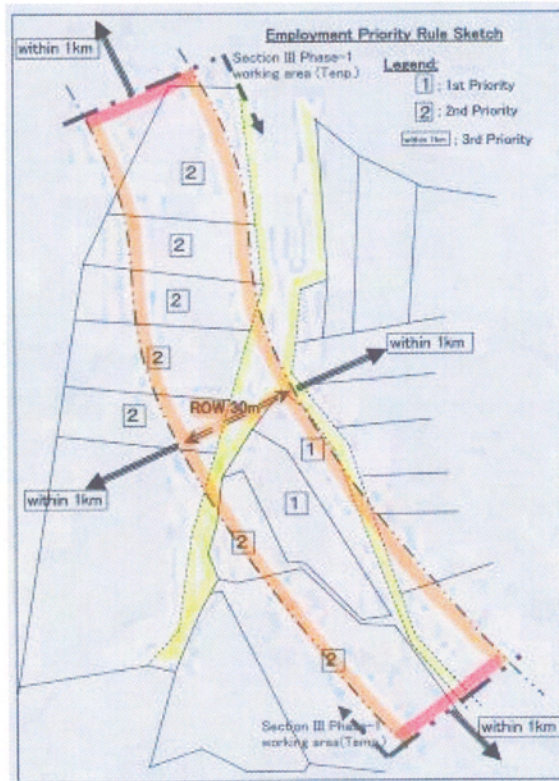 Employment Priority Rule Sketch
within 1km
Section III Phase-1
working area (Temp.)
Legend:
1 : 1st Priority
2 : 2nd Priority
within 1km : 3rd Priority
2
2
2
2
within 1km
2
ROW 30m
1
within 1km
1
2
2
Section III Phase-1
working area(Temp.)
within 1km